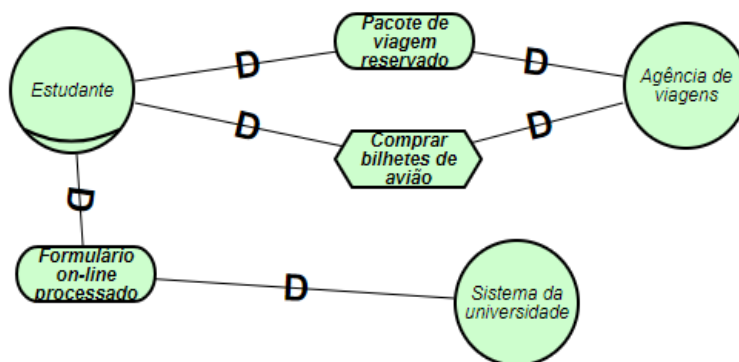 Pacote de
viagem
reservado
D
D
Estudante
Agência de
viagens
D
D
Comprar
bilhetes de
avião
D
Formulário
on-line
processado
D
Sistema da
universidade